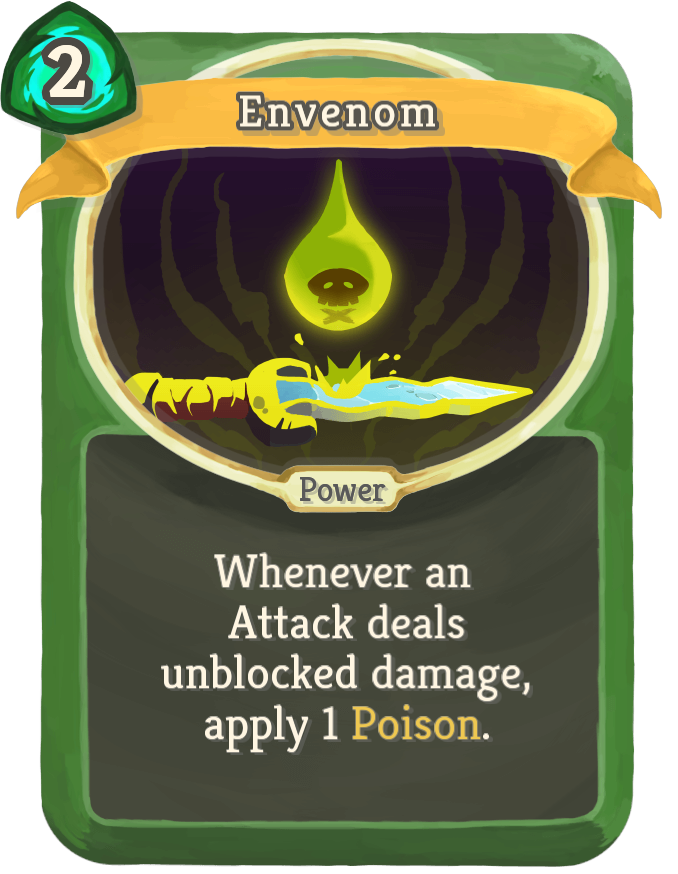 2
Envenom
Power
Whenever an
Attack deals
unblocked damage,
apply 1 Poison.